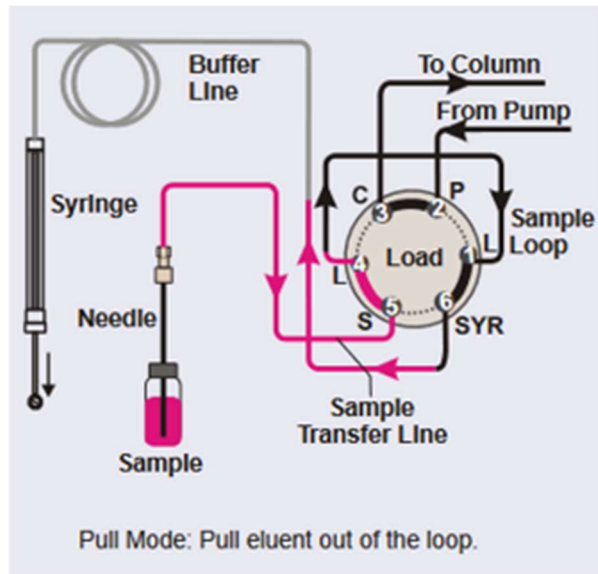 To Column
Buffer
Line
From Pump
C
P
3
2
Syringe
Sample
Loop
L
Load
1
L
4
Needle
5
6
S
SYR
Sample
Transfer Line
Sample
Pull Mode: Pull eluent out of the loop.